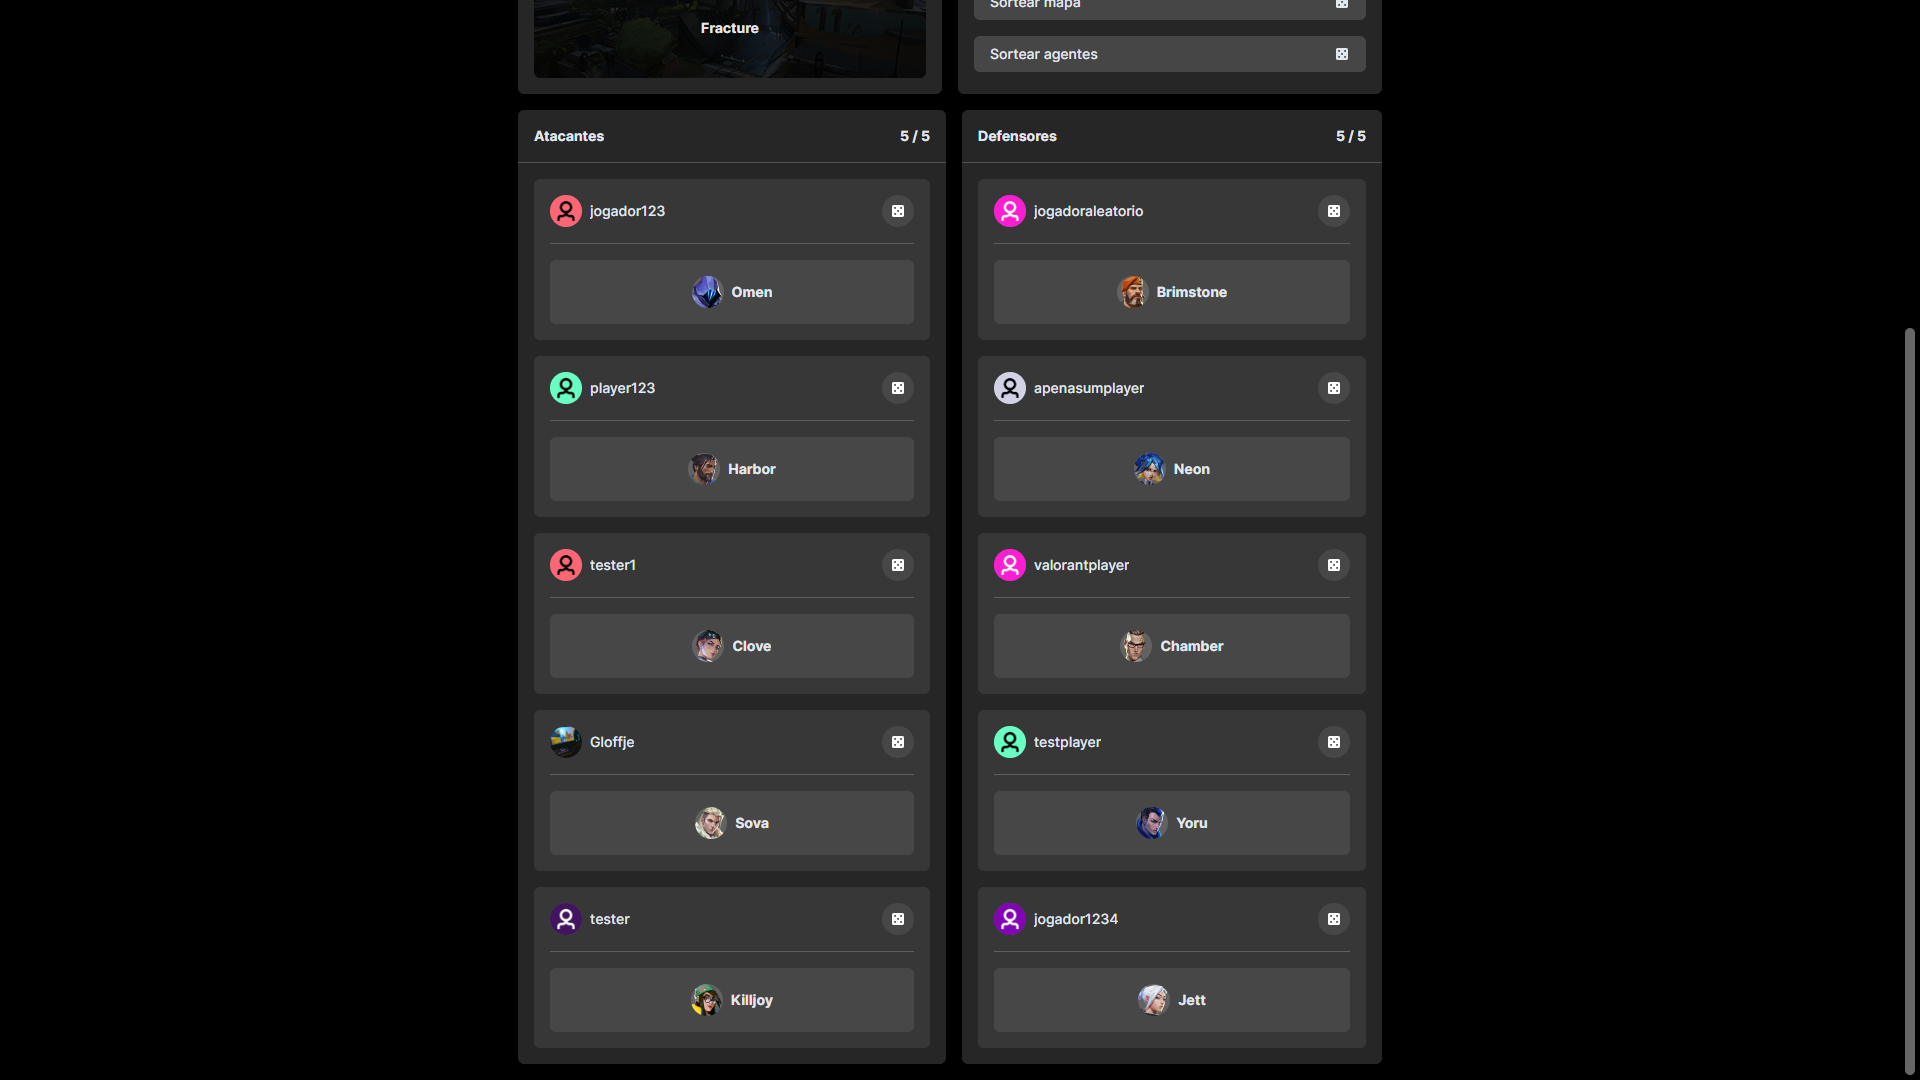 Fracture
Sortear mapa
Sortear agentes
Atacantes
5 / 5
jogador123
Omen
player123
Harbor
tester1
Clove
Gloffje
Sova
tester
Killjoy
Defensores
5 / 5
jogadoraleatorio
Brimstone
apenasumplayer
Neon
valorantplayer
Chamber
testplayer
Yoru
jogador1234
Jett